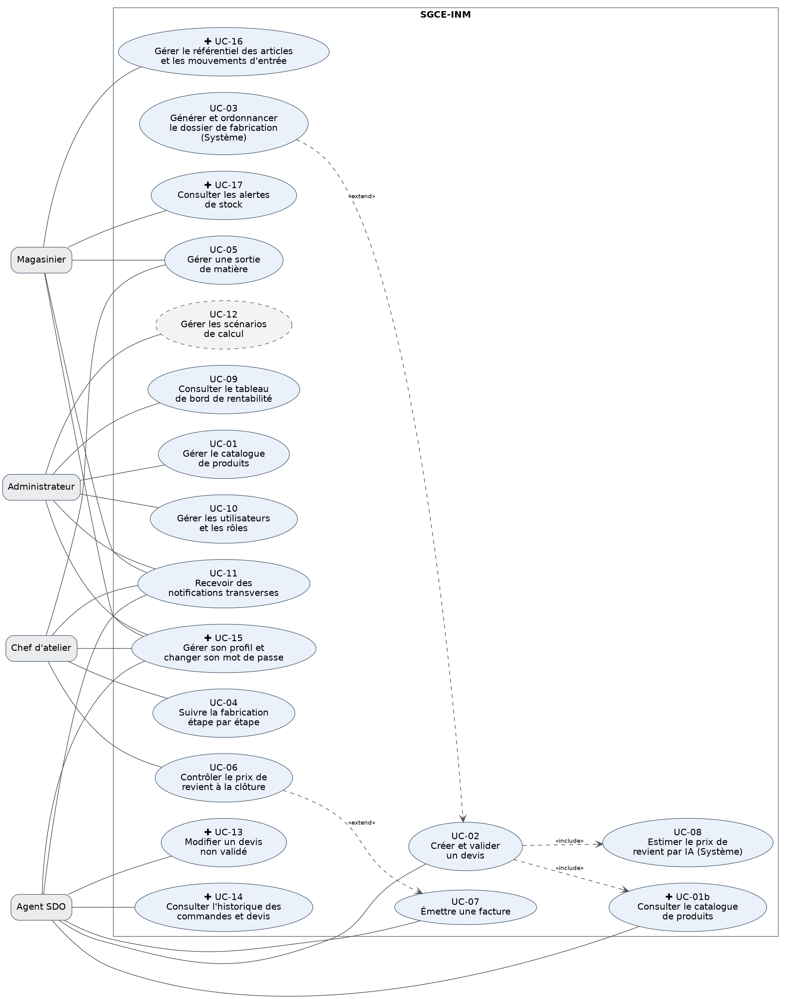 SGCE-INM
✚ UC-16
Gérer le référentiel des articles
et les mouvements d'entrée
UC-03
Générer et ordonnancer
le dossier de fabrication
(Système)
✚ UC-17
Consulter les alertes
de stock
«extend»
Magasinier
UC-05
Gérer une sortie
de matière
UC-12
Gérer les scénarios
de calcul
UC-09
Consulter le tableau
de bord de rentabilité
UC-01
Gérer le catalogue
de produits
Administrateur
UC-10
Gérer les utilisateurs
et les rôles
UC-11
Recevoir des
notifications transverses
Chef d'atelier
✚ UC-15
Gérer son profil et
changer son mot de passe
UC-04
Suivre la fabrication
étape par étape
UC-06
Contrôler le prix de
revient à la clôture
«extend»
✚ UC-13
Modifier un devis
non validé
UC-02
Créer et valider
un devis
«include»
UC-08
Estimer le prix de
revient par IA (Système)
«include»
Agent SDO
✚ UC-14
Consulter l'historique des
commandes et devis
UC-07
Émettre une facture
✚ UC-01b
Consulter le catalogue
de produits